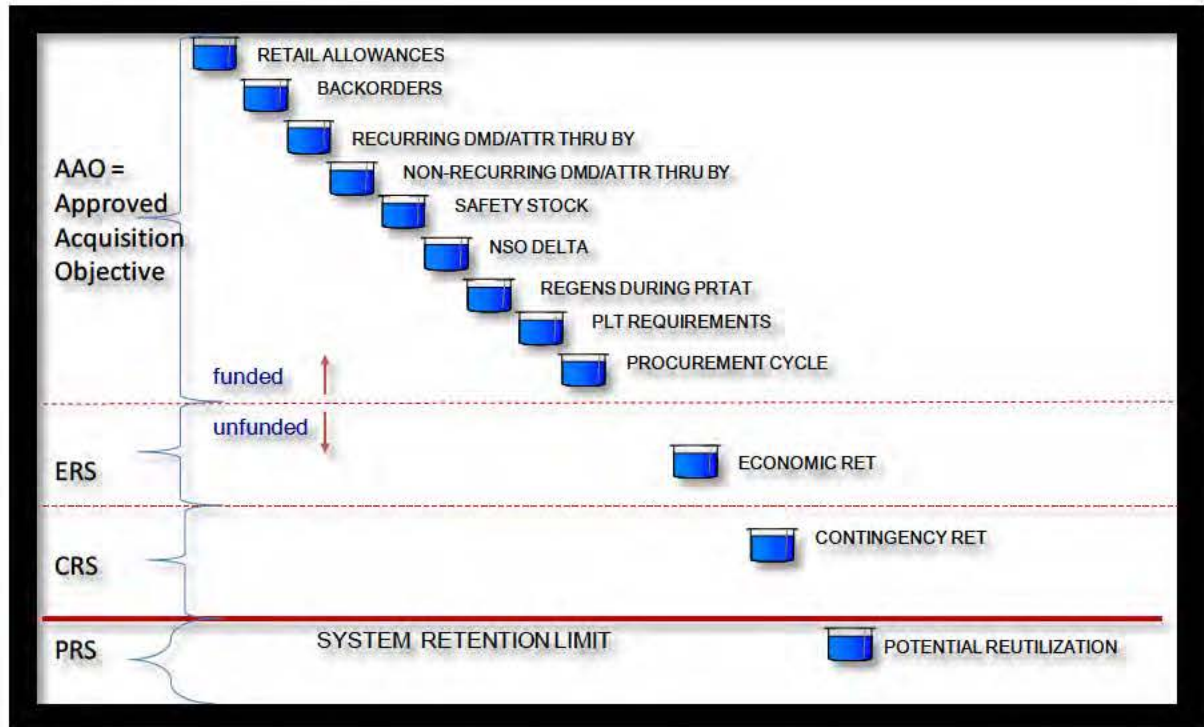 RETAIL ALLOWANCES
BACKORDERS
RECURRING DMD/ATTR THRU BY
AAO =
Approved
Acquisition
Objective
NON-RECURRING DMD/ATTR THRU BY
SAFETY STOCK
NSO DELTA
REGENS DURING PRTAT
PLT REQUIREMENTS
PROCUREMENT CYCLE
funded
unfunded
ERS
ECONOMIC RET
CRS
CONTINGENCY RET
SYSTEM RETENTION LIMIT
PRS
POTENTIAL REUTILIZATION